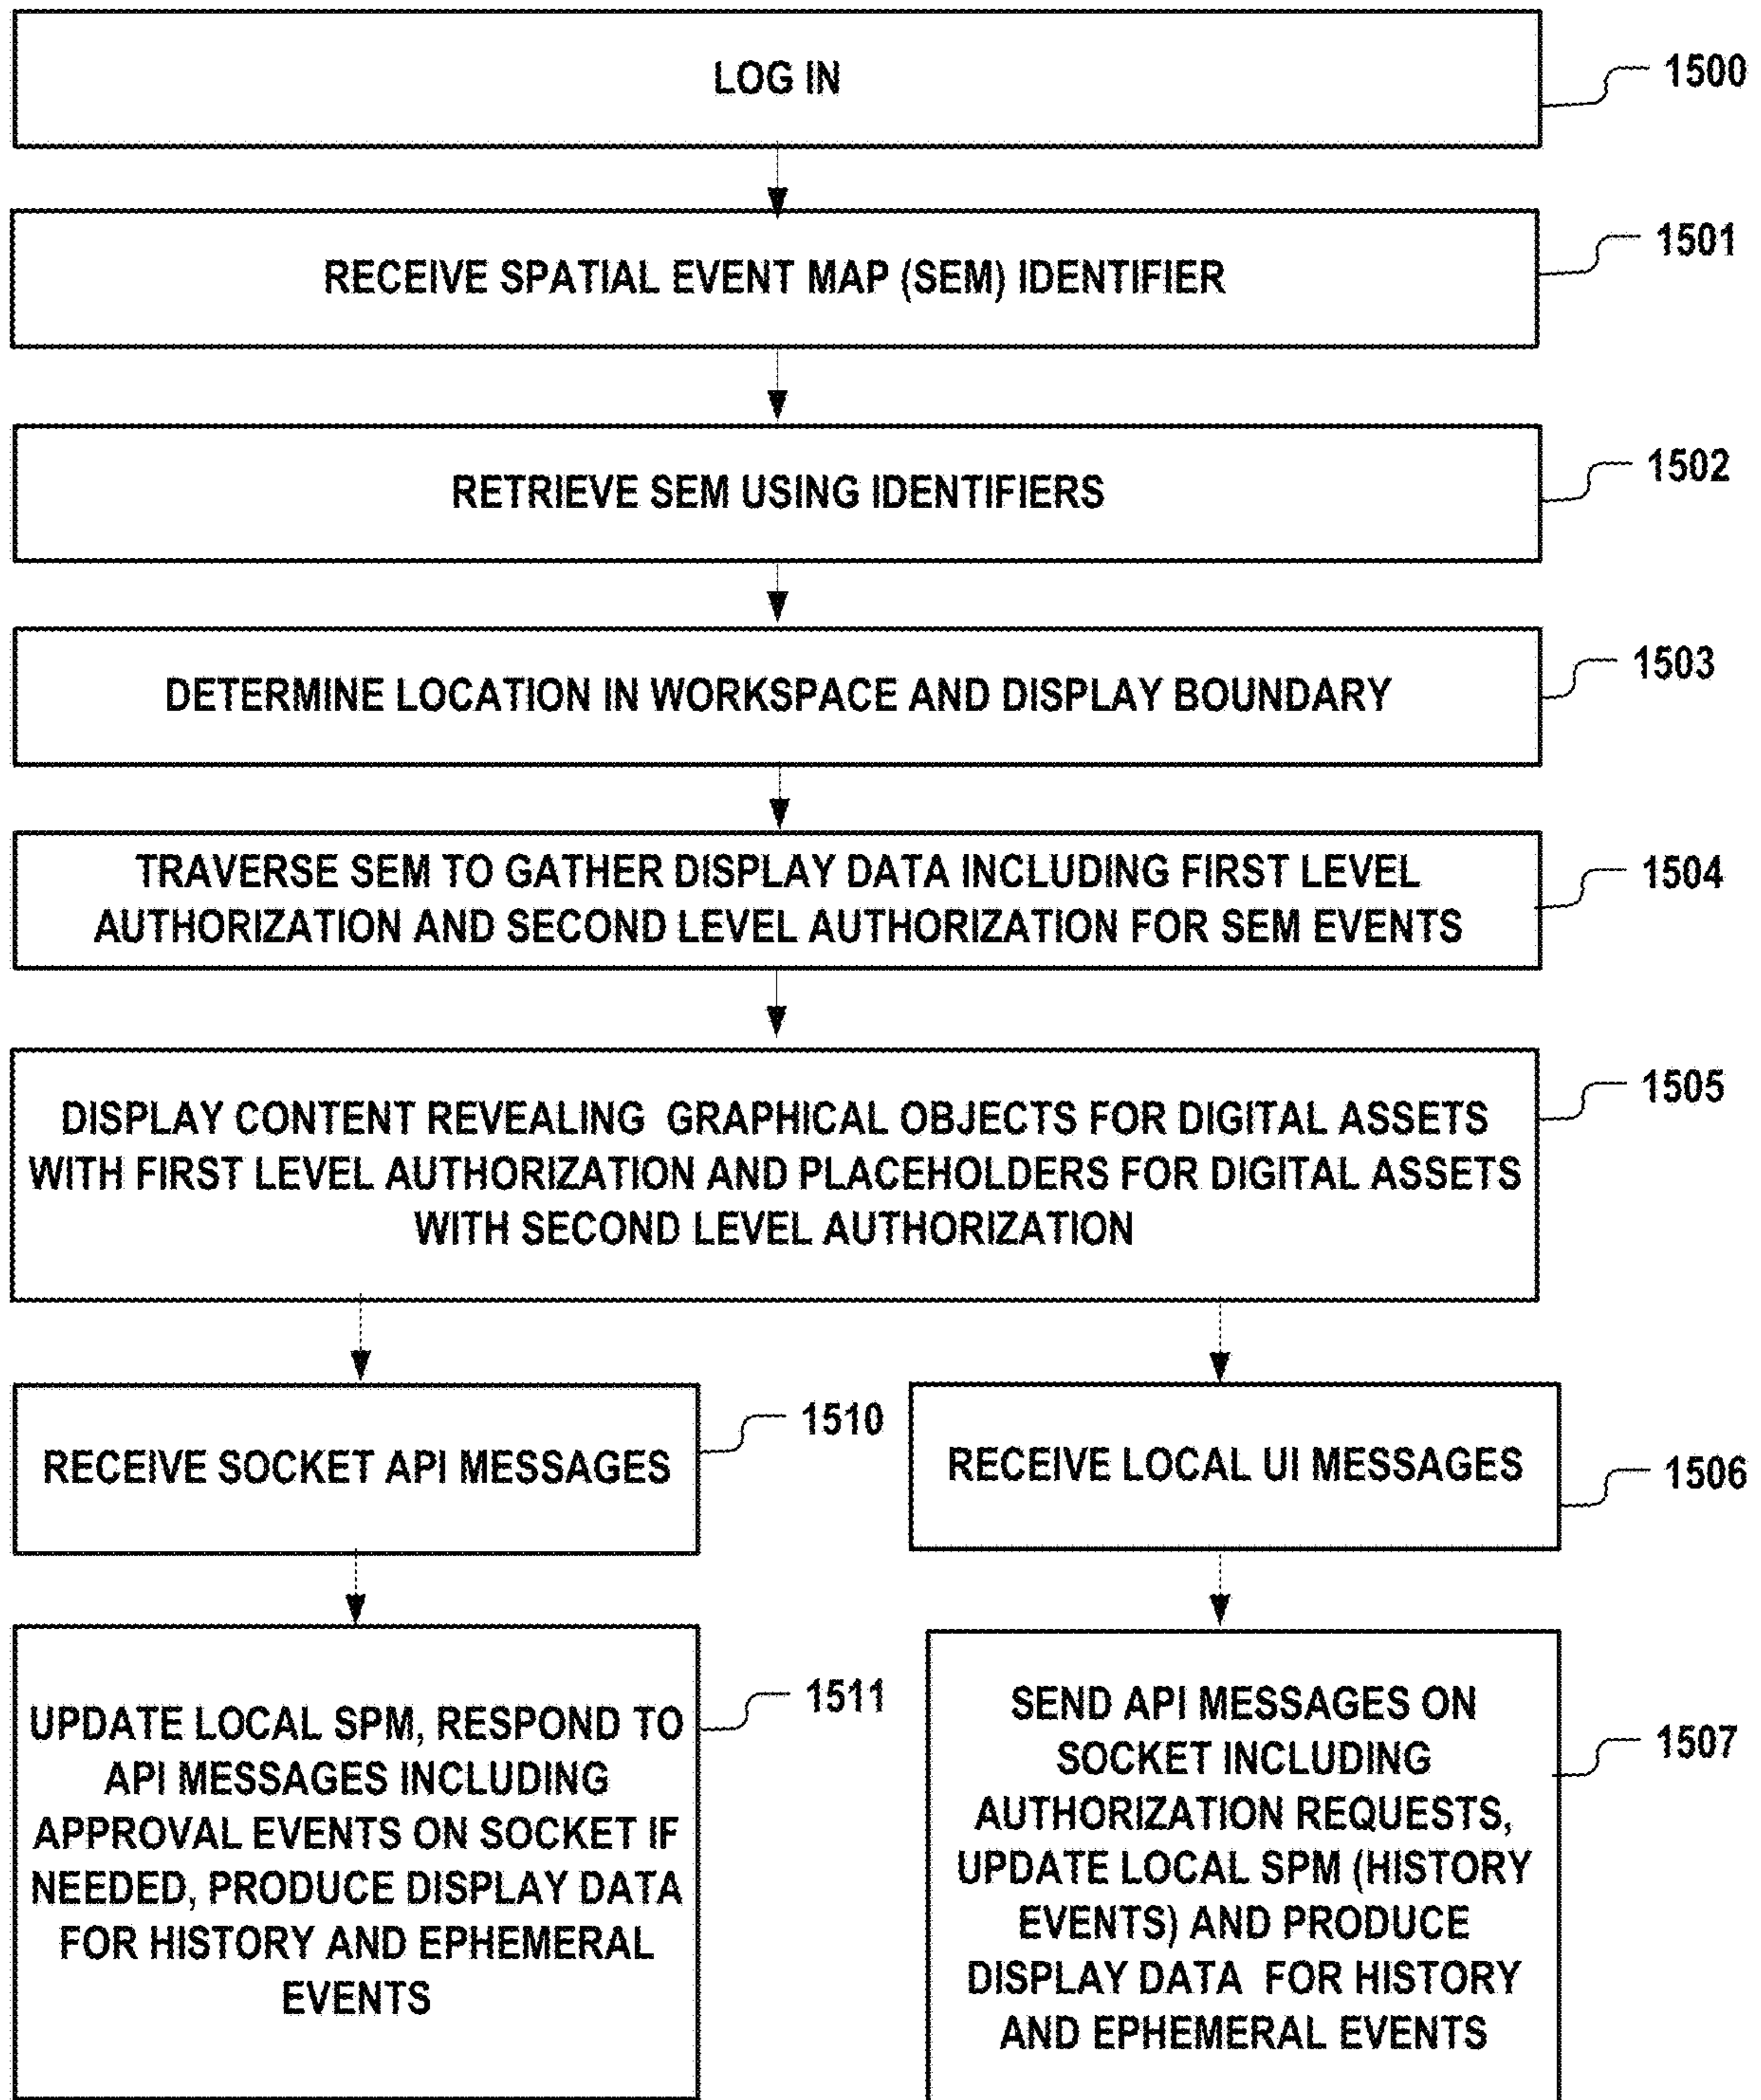 LOG IN
1500
RECEIVE SPATIAL EVENT MAP (SEM) IDENTIFIER
1501
RETRIEVE SEM USING IDENTIFIERS
1502
DETERMINE LOCATION IN WORKSPACE AND DISPLAY BOUNDARY
1503
TRAVERSE SEM TO GATHER DISPLAY DATA INCLUDING FIRST LEVEL
AUTHORIZATION AND SECOND LEVEL AUTHORIZATION FOR SEM EVENTS
1504
DISPLAY CONTENT REVEALING GRAPHICAL OBJECTS FOR DIGITAL ASSETS
WITH FIRST LEVEL AUTHORIZATION AND PLACEHOLDERS FOR DIGITAL ASSETS
WITH SECOND LEVEL AUTHORIZATION
1505
RECEIVE SOCKET API MESSAGES
1510
RECEIVE LOCAL UI MESSAGES
1506
UPDATE LOCAL SPM, RESPOND TO
API MESSAGES INCLUDING
APPROVAL EVENTS ON SOCKET IF
NEEDED, PRODUCE DISPLAY DATA
FOR HISTORY AND EPHEMERAL
EVENTS
1511
SEND API MESSAGES ON
SOCKET INCLUDING
AUTHORIZATION REQUESTS,
UPDATE LOCAL SPM (HISTORY
EVENTS) AND PRODUCE
DISPLAY DATA FOR HISTORY
AND EPHEMERAL EVENTS
1507